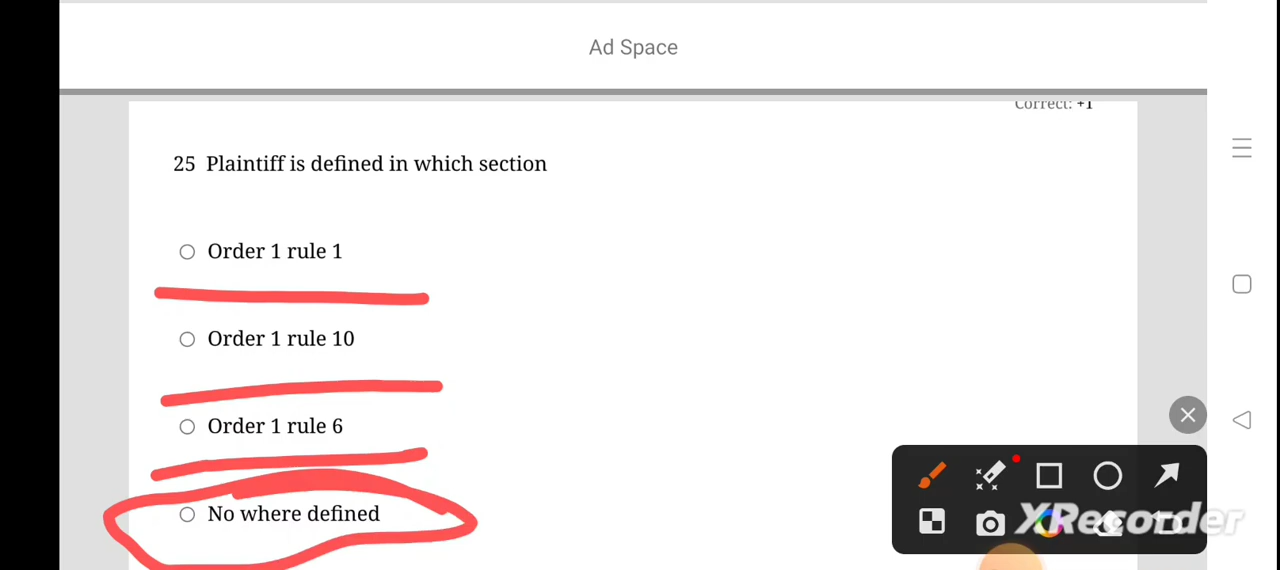 Ad Space
Correct: +1
25 Plaintiff is defined in which section
Order 1 rule 1
Order 1 rule 10
Order 1 rule 6
No where defined
XRecorder